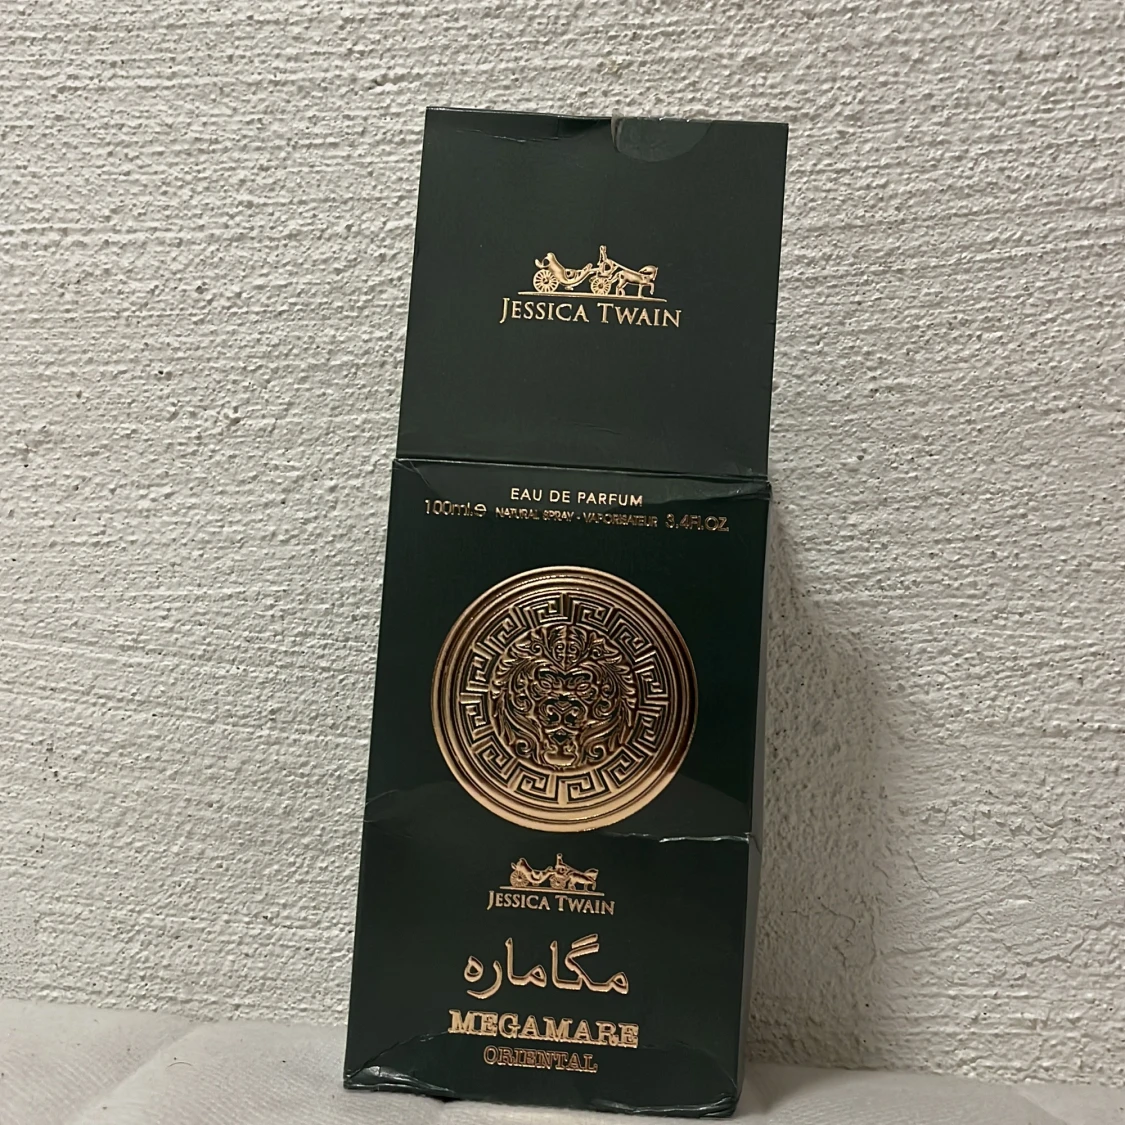 JESSICA TWAIN
EAU DE PARFUM
100ml.e NATURAL SPRAY - VAPORISATEUR 3.4Fl.OZ
JESSICA TWAIN
مگاماره
MEGAMARE
ORIENTAL